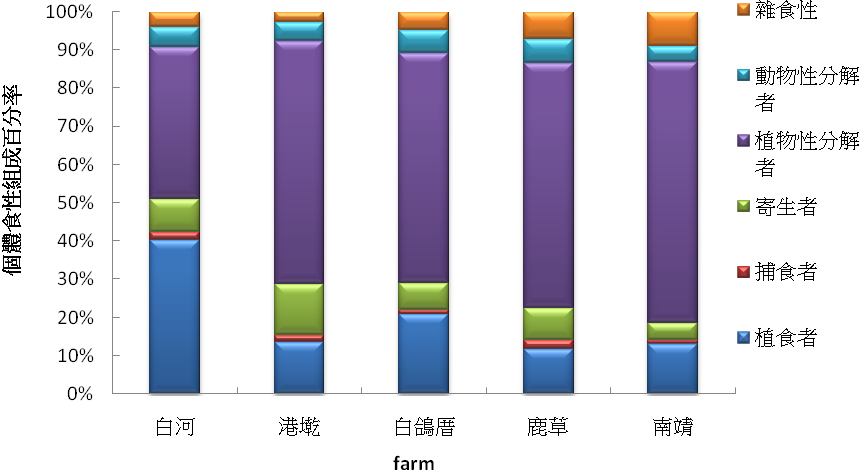 個體食性組成百分率
100%
90%
80%
70%
60%
50%
40%
30%
20%
10%
0%
白河
港墘
白鴿厝
鹿草
南靖
farm
雜食性
動物性分解
者
植物性分解
者
寄生者
捕食者
植食者